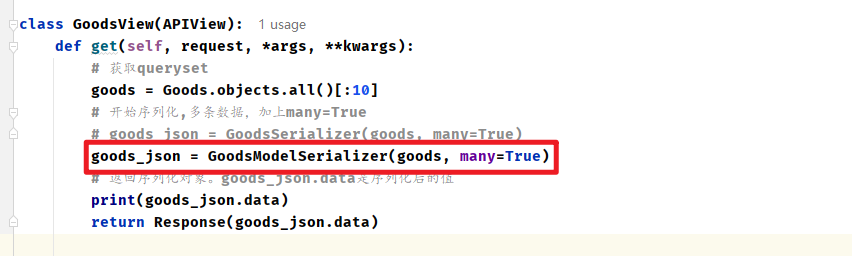 class GoodsView(APIView): 1 usage
def get(self, request, *args, **kwargs):
# 获取queryset
goods = Goods.objects.all()[:10]
# 开始序列化,多条数据，加上many=True
# goods_json = GoodsSerializer(goods, many=True)
goods_json = GoodsModelSerializer(goods, many=True)
# 返回序列化对象。goods_json.data是序列化后的值
print(goods_json.data)
return Response(goods_json.data)